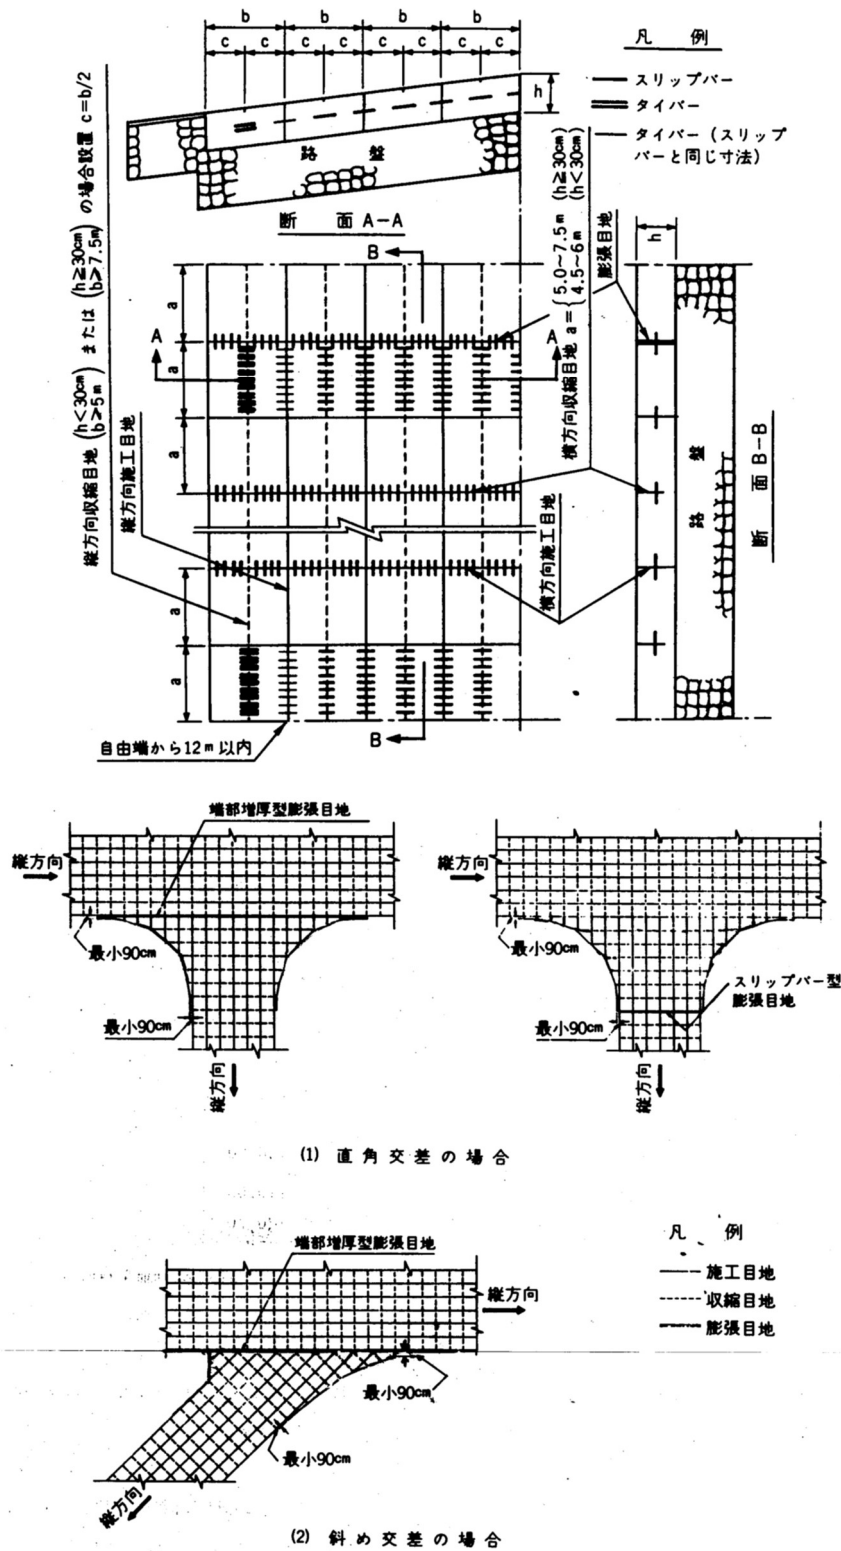 b b b b
c c c c c c c c
凡 例
スリップバー
タイバー
タイバー (スリップ
バーと同じ寸法)
h
路 盤
断 面 A-A
縦方向収縮目地 (h<30cm b>5m) または (h≧30cm b>7.5m) の場合設置 c=b/2
縦方向施工目地
横方向収縮目地 a={5.0~7.5m (h≧30cm) 4.5~6m (h<30cm)
膨張目地
横方向施工目地
h
B
A A
a
a
a
a
a
B
路 盤
断 面 B-B
自由端から12m以内
端部増厚型膨張目地
縦方向
最小90cm
最小90cm
縦方向
縦方向
最小90cm
スリップバー型
膨張目地
最小90cm
縦方向
(1) 直角交差の場合
端部増厚型膨張目地
縦方向
最小90cm
最小90cm
縦方向
凡 例
施工目地
収縮目地
膨張目地
(2) 斜め交差の場合